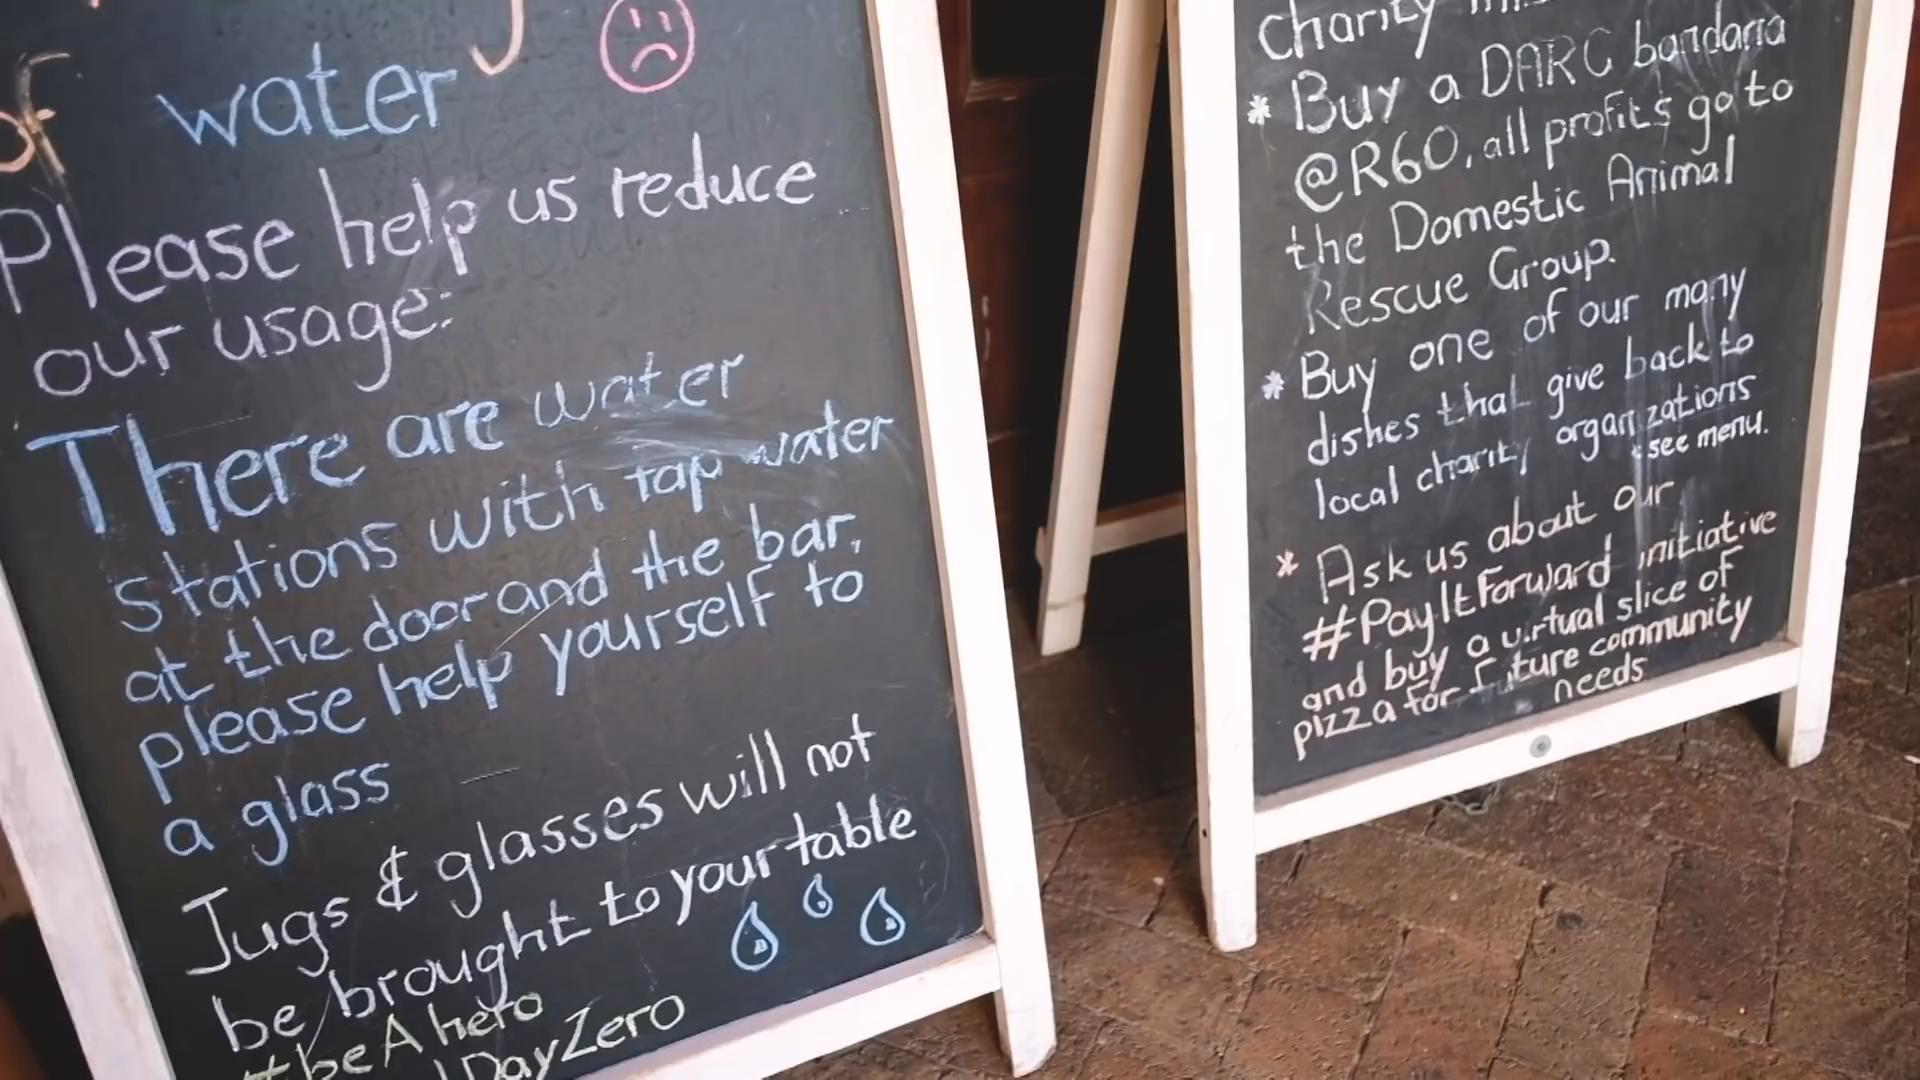 of water
Please help us reduce
our usage:
There are water
stations with tap water
at the door and the bar,
please help yourself to
a glass
Jugs & glasses will not
be brought to your table
#beAhero
DayZero
charity
* Buy a DARG bandana
@R60, all profits go to
the Domestic Animal
Rescue Group.
* Buy one of our many
dishes that give back to
local charity organizations
see menu.
* Ask us about our
#PayItForward initiative
and buy a virtual slice of
pizza for future community
needs